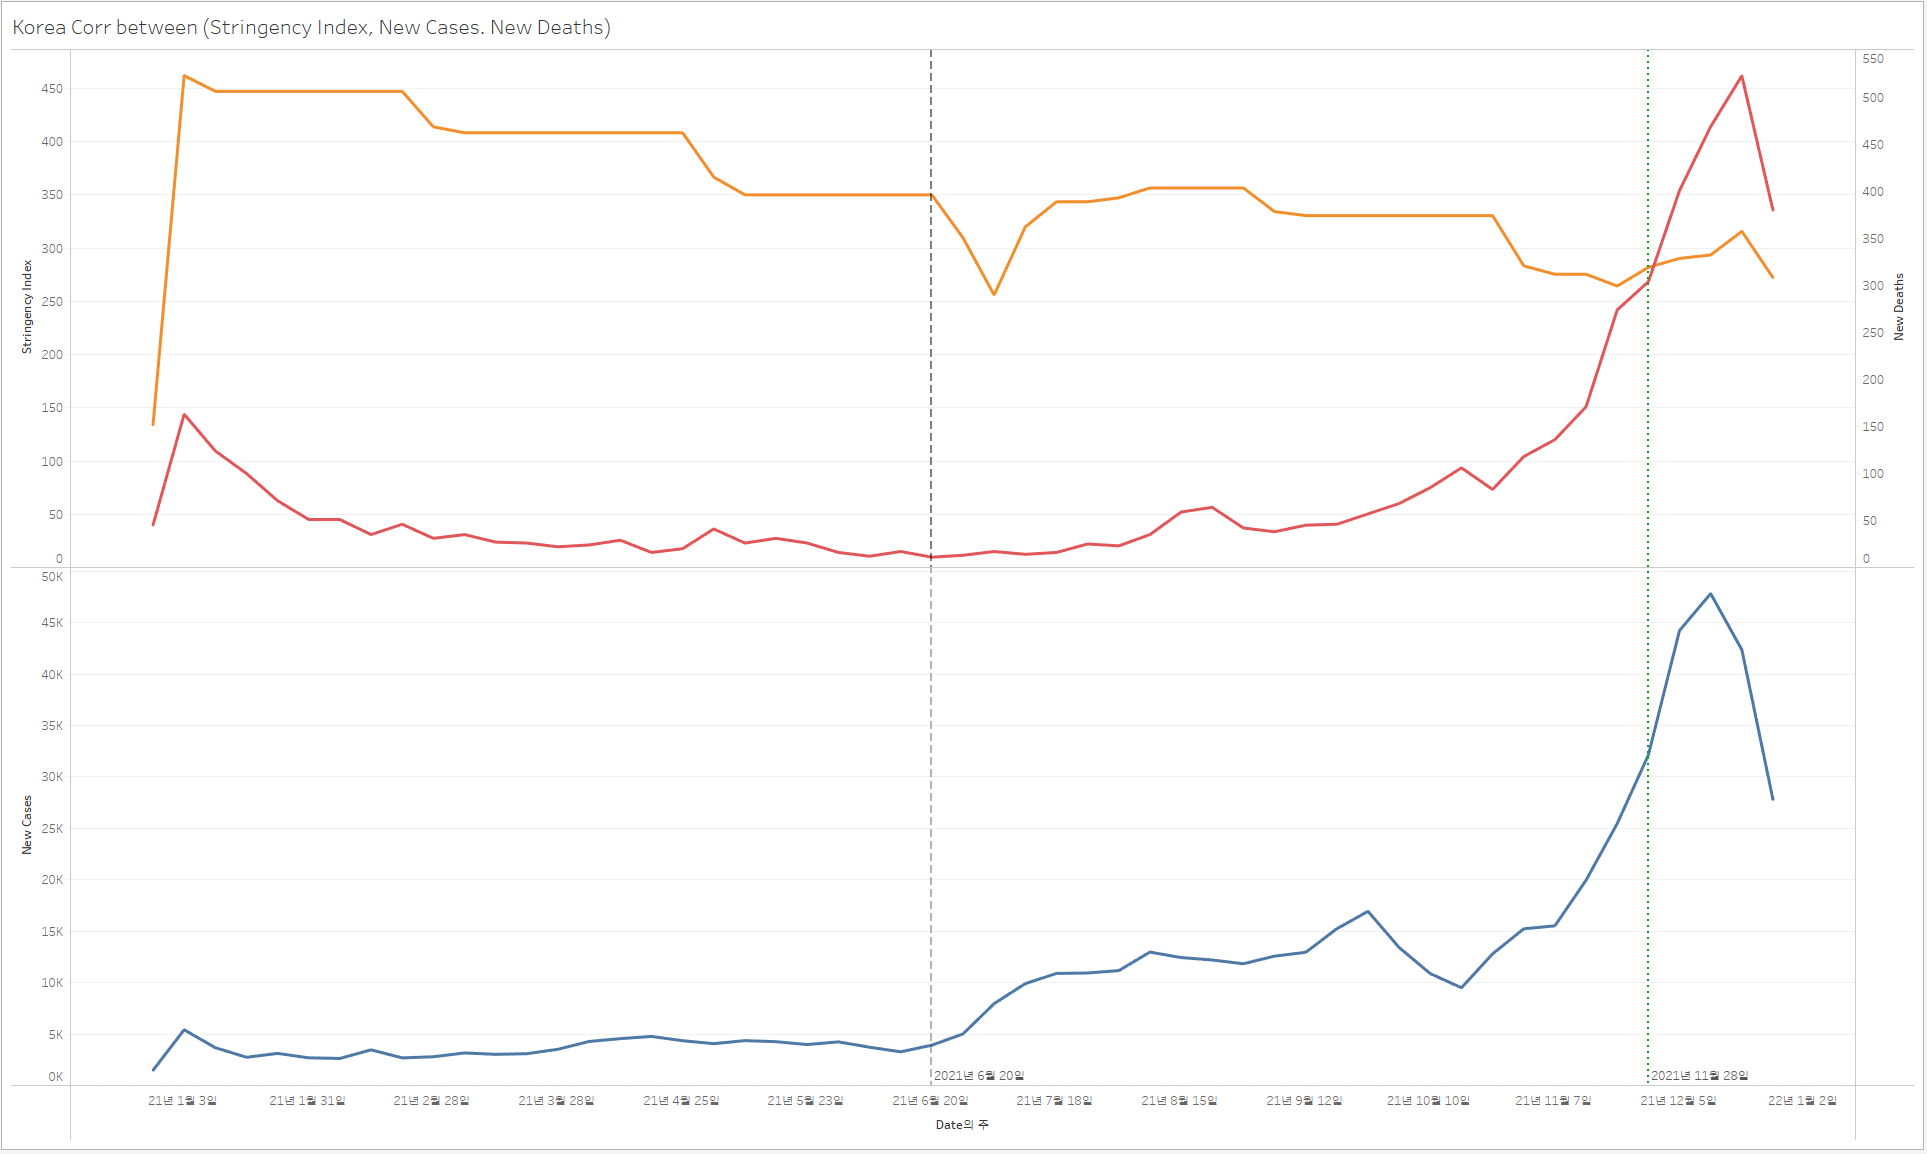 Korea Corr between (Stringency Index, New Cases. New Deaths)
450
400
350
300
250
200
150
100
50
0
Stringency Index
550
500
450
400
350
300
250
200
150
100
50
0
New Deaths
50K
45K
40K
35K
30K
25K
20K
15K
10K
5K
0K
New Cases
2021년 6월 20일
2021년 11월 28일
21년 1월 3일
21년 1월 31일
21년 2월 28일
21년 3월 28일
21년 4월 25일
21년 5월 23일
21년 6월 20일
21년 7월 18일
21년 8월 15일
21년 9월 12일
21년 10월 10일
21년 11월 7일
21년 12월 5일
22년 1월 2일
Date의 주